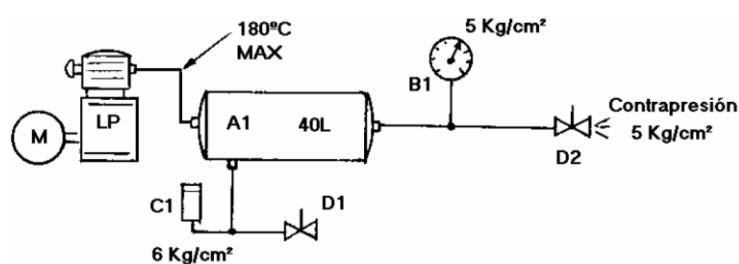 180ºC
MAX
5 Kg/cm²
B1
M
LP
A1
40L
Contrapresión
5 Kg/cm²
D2
C1
D1
6 Kg/cm²